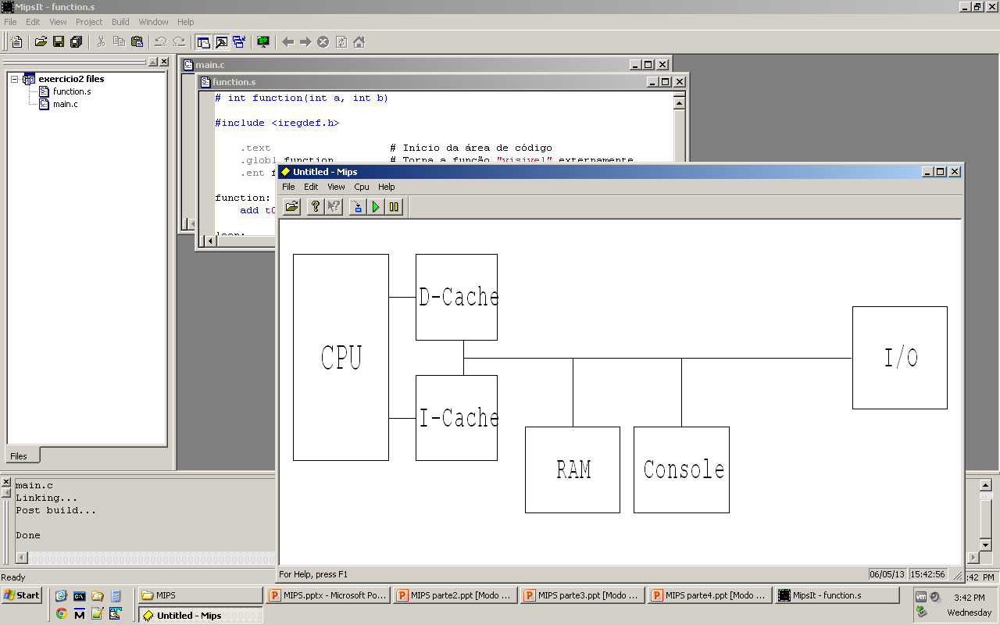 MipsIt - function.s
File Edit View Project Build Window Help
exercicio2 files
function.s
main.c
Files
main.c
function.s
# int function(int a, int b)
#include <iregdef.h>
.text # Início da área de código
.globl function # Torna a função "visível" externamente
.ent f
function:
add t0
loop:
Untitled - Mips
File Edit View Cpu Help
CPU
D-Cache
I-Cache
RAM
Console
I/O
For Help, press F1 06/05/13 15:42:56
main.c
Linking...
Post build...
Done
Ready :42 PM
Start
MIPS
MIPS.pptx - Microsoft Po...
MIPS parte2.ppt [Modo ...
MIPS parte3.ppt [Modo ...
MIPS parte4.ppt [Modo ...
MipsIt - function.s
Untitled - Mips
3:42 PM
Wednesday